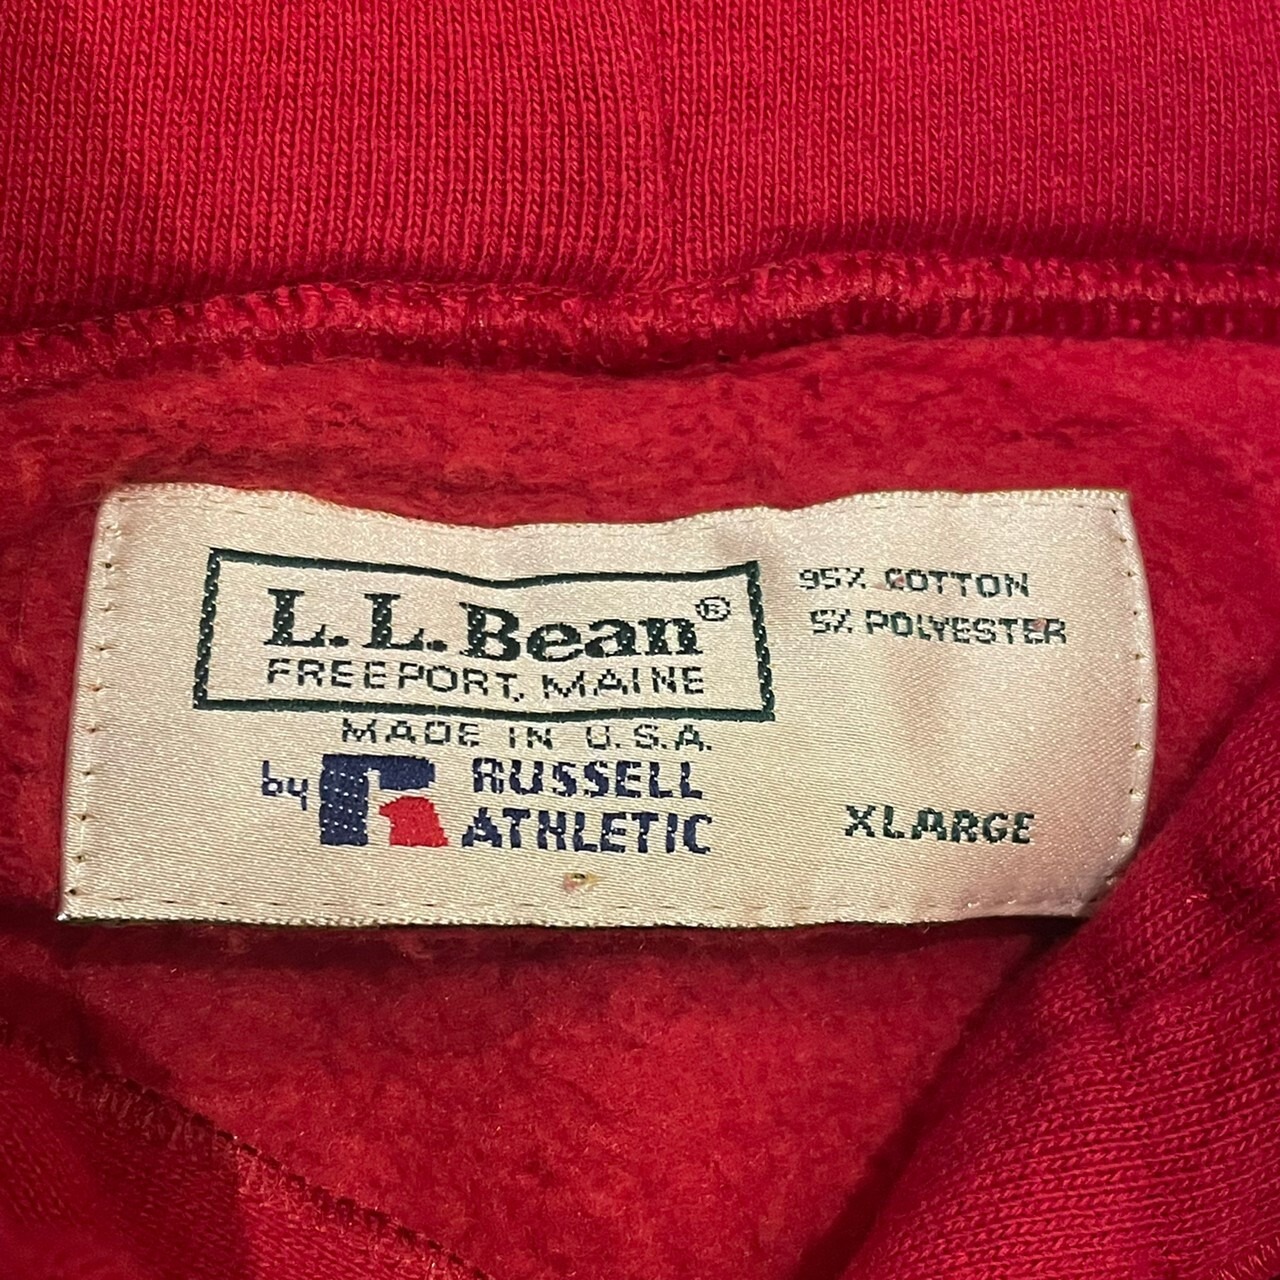 L.L.Bean®
FREEPORT, MAINE
MADE IN U.S.A.
by RUSSELL
ATHLETIC
95% COTTON
5% POLYESTER
XLARGE